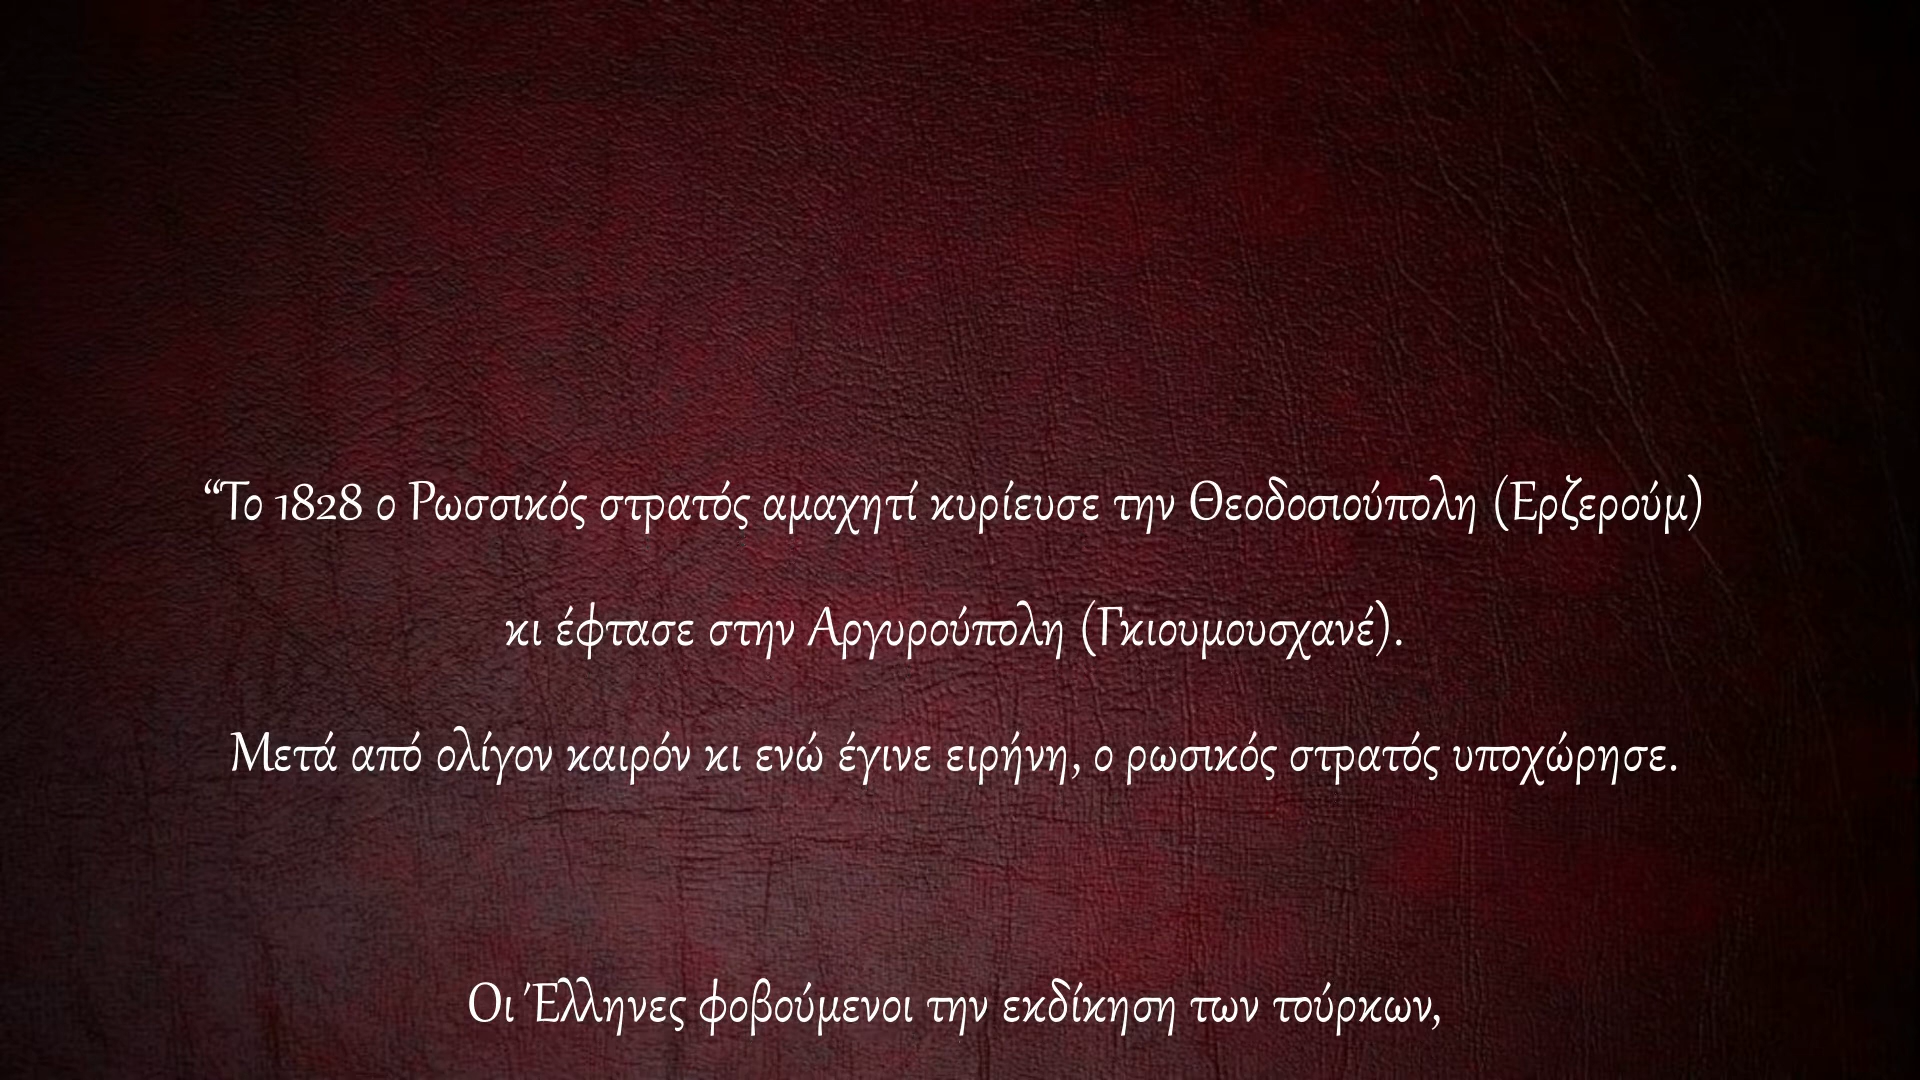 “Το 1828 ο Ρωσσικός στρατός αμαχητί κυρίευσε την Θεοδοσιούπολη (Ερζερούμ)
κι έφτασε στην Αργυρούπολη (Γκιουμουσχανέ).
Μετά από ολίγον καιρόν κι ενώ έγινε ειρήνη, ο ρωσικός στρατός υποχώρησε.
Οι Έλληνες φοβούμενοι την εκδίκηση των τούρκων,